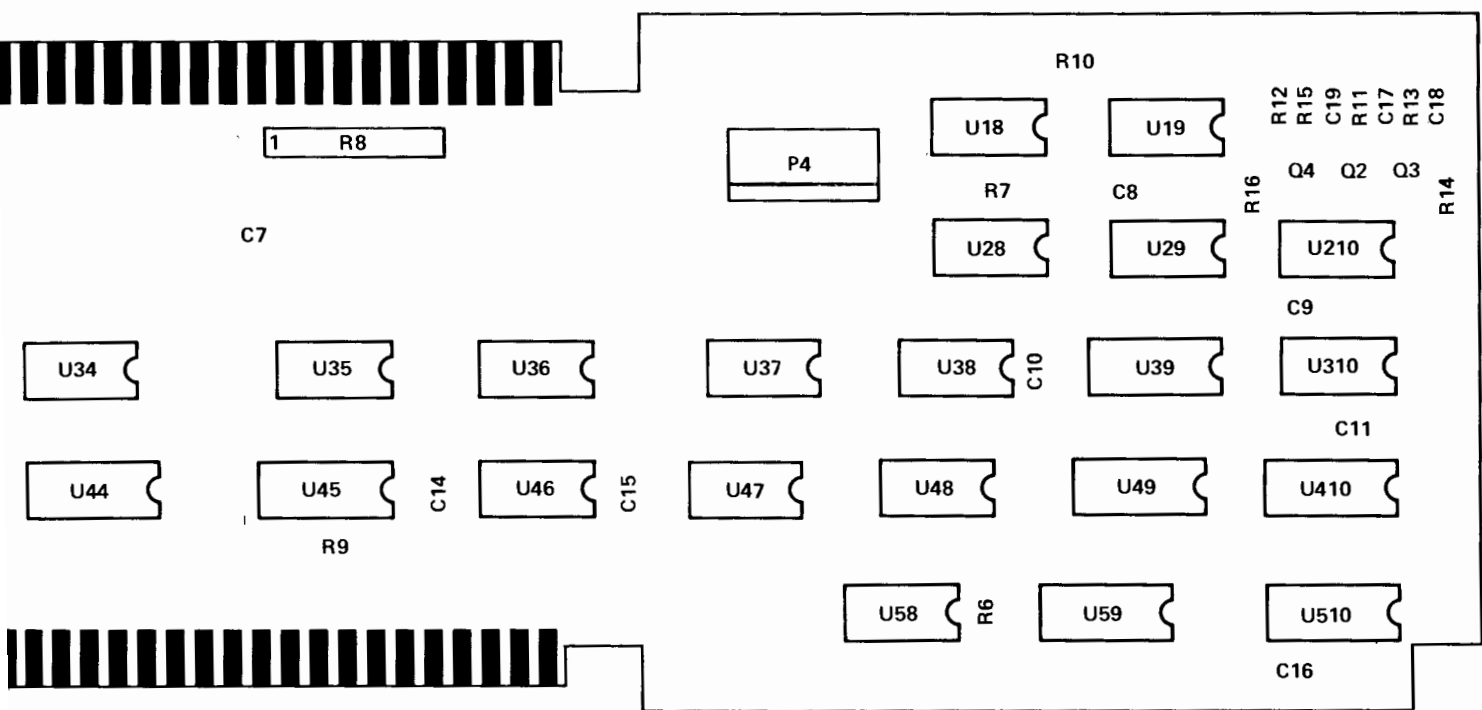 R10
R12 R15 C19 R11 C17 R13 C18
1 R8
U18 U19
P4
Q4 Q2 Q3
R7 C8 R16 R14
C7
U28 U29 U210
C9
U34 U35 U36 U37 U38 C10 U39 U310
C11
U44 U45 C14 U46 C15 U47 U48 U49 U410
R9
U58 R6 U59 U510
C16